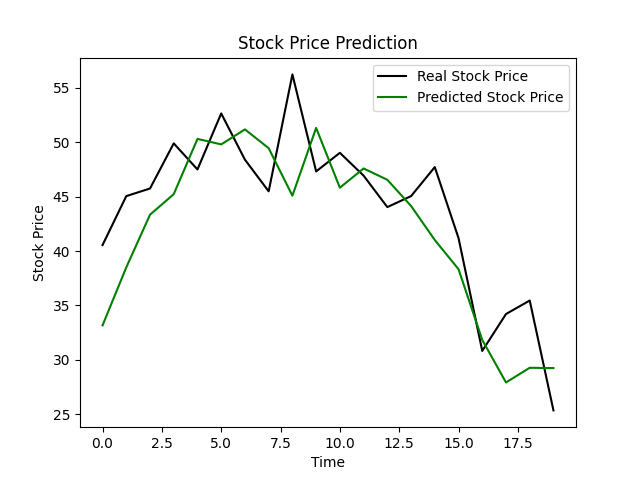 Stock Price Prediction
Real Stock Price
Predicted Stock Price
55
50
45
40
35
30
25
Stock Price
0.0 2.5 5.0 7.5 10.0 12.5 15.0 17.5
Time